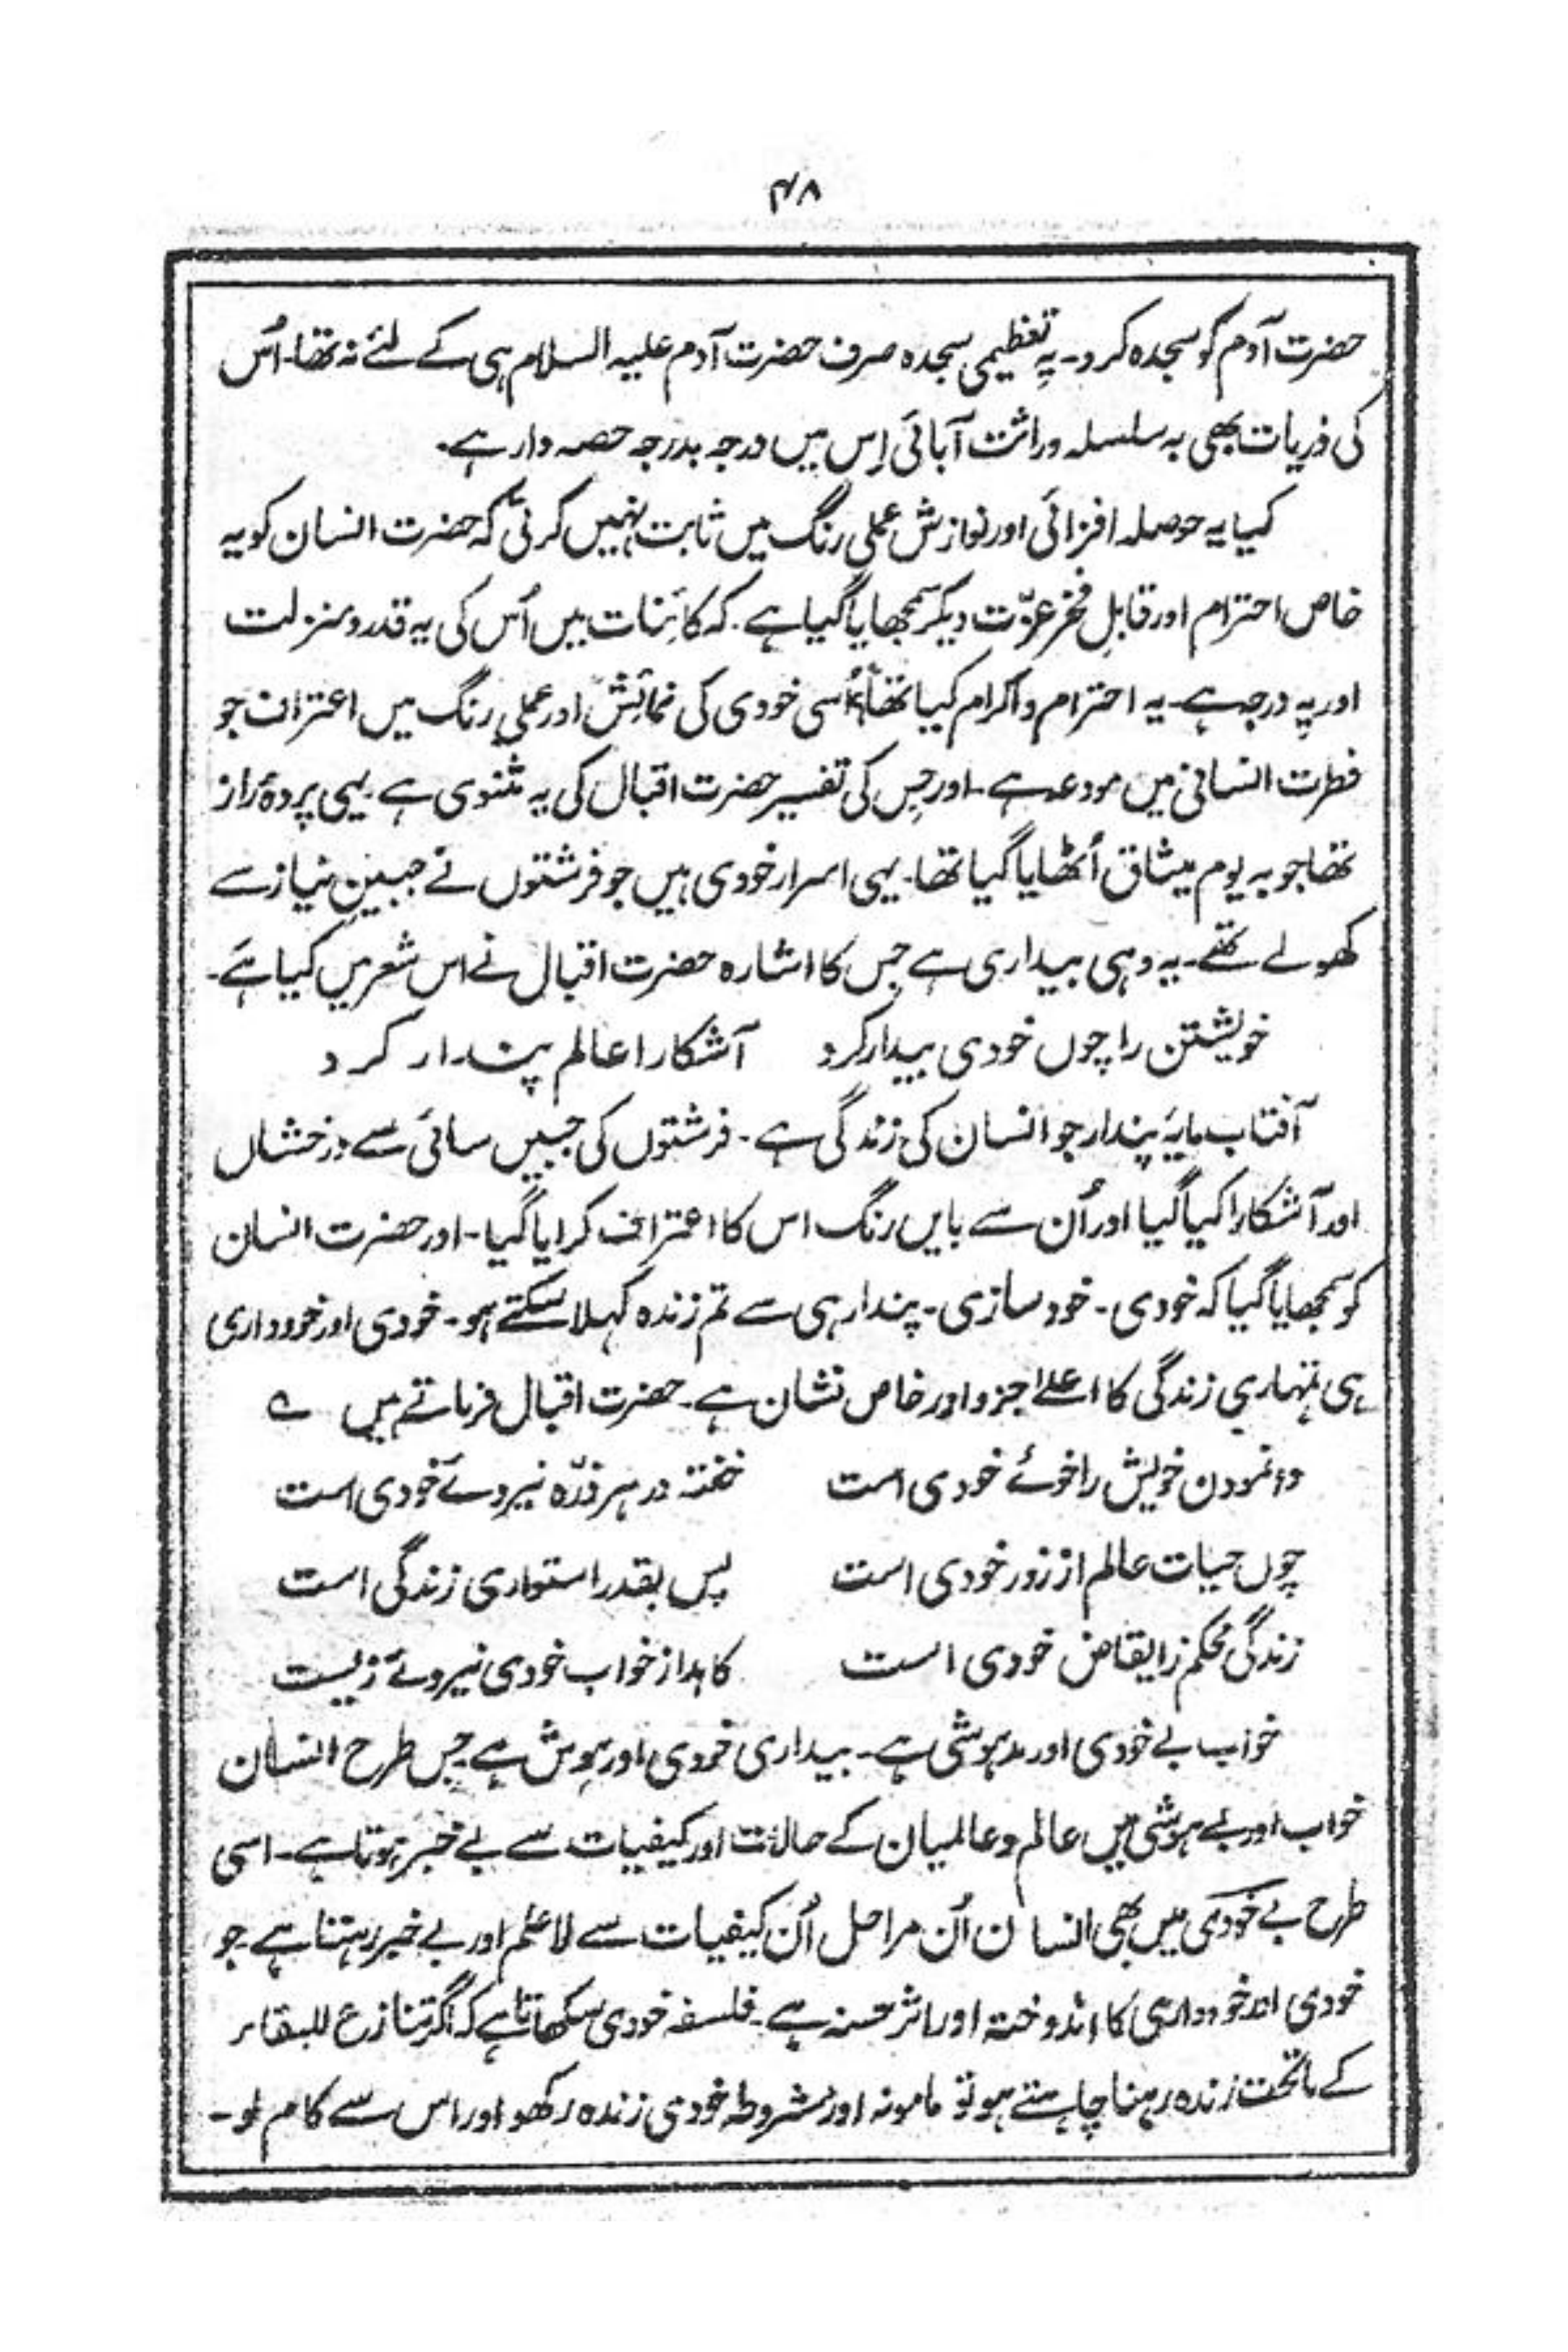 ۴۸
حضرت آدم کو سجدہ کرو۔ یہ تعظیمی سجدہ صرف حضرت آدم علیہ السلام ہی کے لئے نہ تھا۔ اُس
کی ذریات بھی بہ سلسلہ وراثت آبائی اِس میں درجہ بدرجہ حصہ دار ہے۔
کیا یہ حوصلہ افزائی اور نوازش عملی رنگ میں ثابت نہیں کرتی کہ حضرت انسان کو یہ
خاص احترام اور قابلِ فخر عزّت دیکر سمجھایا گیا ہے۔ کہ کائنات میں اُس کی یہ قدر و منزلت
اور یہ درجہ ہے۔ یہ احترام و اکرام کیا تھا؟ اُسی خودی کی نمائش اور عملی رنگ میں اعتراف جو
فطرت انسانی میں مودعہ ہے۔ اور جِس کی تفسیر حضرت اقبال کی یہ مثنوی ہے۔ یہی پردۂ راز
تھا جو بہ یوم میثاق اُٹھایا گیا تھا۔ یہی اسرار خودی ہیں جو فرشتوں نے جبینِ نیاز سے
کھولے تھے۔ یہ وہی بیداری ہے جس کا اشارہ حضرت اقبال نے اس شعر میں کیا ہے۔
خویشتن را چوں خودی بیدار کرد آشکارا عالم پندار کرد
آفتاب مایۂ پندار جو انسان کی زندگی ہے۔ فرشتوں کی جبیں سائی سے درخشاں
اور آشکارا کیا گیا اور اُن سے بایں رنگ اس کا اعتراف کرایا گیا۔ اور حضرت انسان
کو سمجھایا گیا کہ خودی۔ خود سازی۔ پندار ہی سے تم زندہ کہلا سکتے ہو۔ خودی اور خودداری
ہی تمہاری زندگی کا اعلےٰ جزو اور خاص نشان ہے۔ حضرت اقبال فرماتے ہیں ؎
وانمودن خویش را خوئے خودی است خفتہ در ہر ذرّہ نیروئے خودی است
چوں حیات عالم از زور خودی است پس بقدر استواری زندگی است
زندگی محکم ز ایقاض خودی است کاہد از خواب خودی نیروئے زیست
خواب بے خودی اور مدہوشی ہے۔ بیداری خودی اور ہوش ہے جس طرح انسان
خواب اور بے ہوشی میں عالم و عالمیان کے حالات اور کیفیات سے بے خبر ہوتا ہے۔ اسی
طرح بے خودی میں بھی انسان اُن مراحل اُن کیفیات سے لا علم اور بے خبر رہتا ہے۔ جو
خودی اور خودداری کا اندوختہ اور اثر حسنہ ہے۔ فلسفہ خودی سکھاتا ہے کہ اگر تنازع للبقاء
کے ماتحت زندہ رہنا چاہتے ہو تو مامونہ اور مشروطہ خودی زندہ رکھو اور اس سے کام لو۔